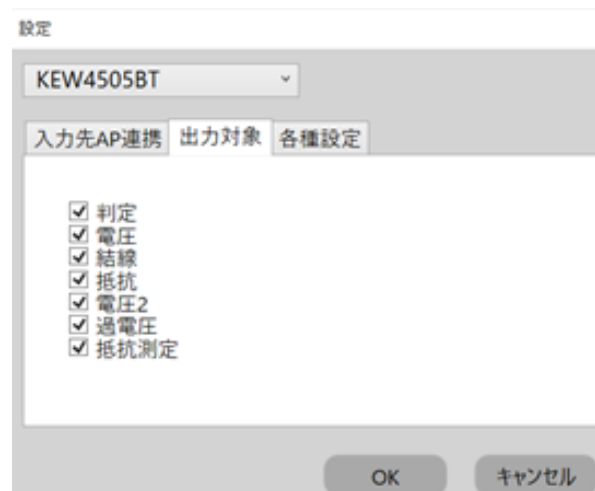 設定
KEW4505BT
入力先AP連携 出力対象 各種設定
判定
電圧
結線
抵抗
電圧2
過電圧
抵抗測定
OK キャンセル